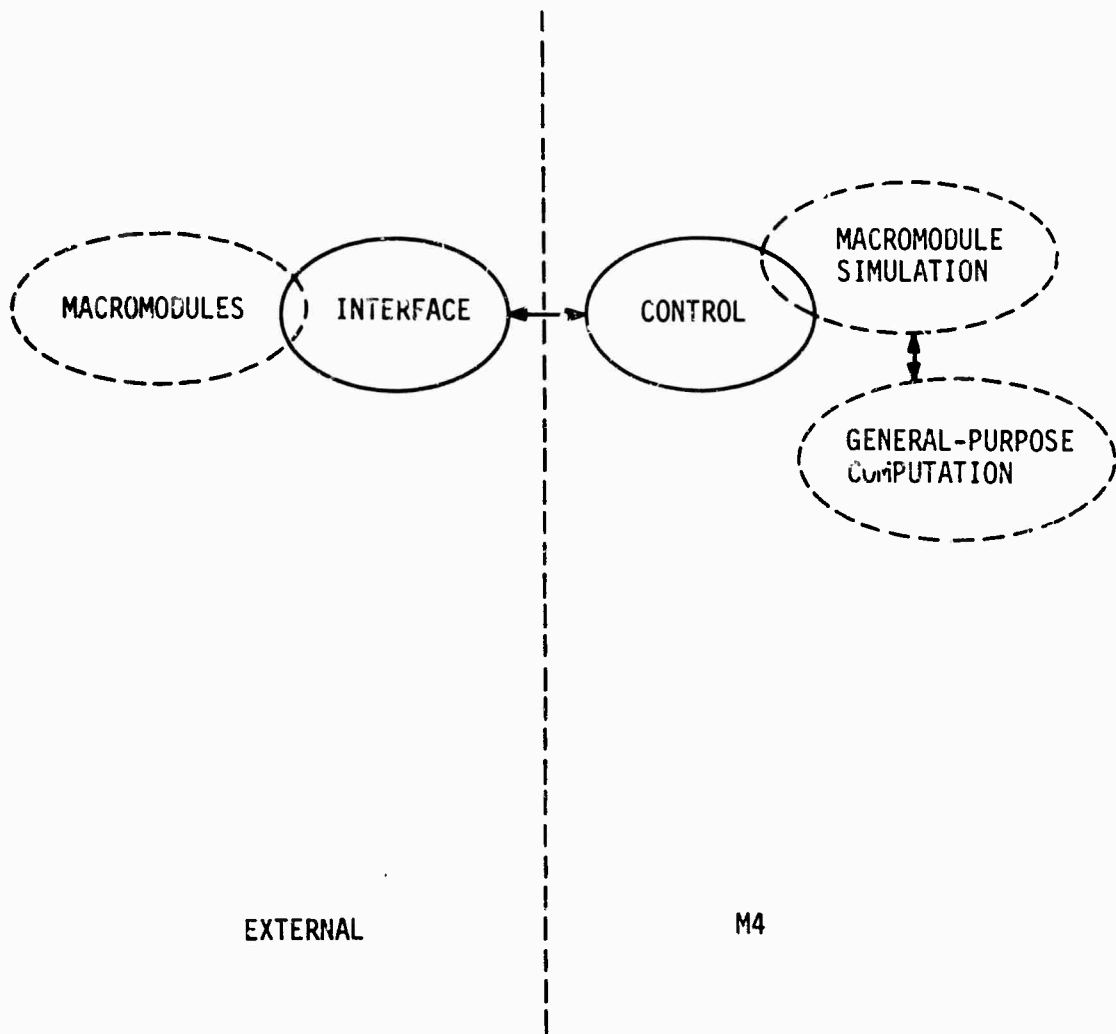 MACROMODULES
INTERFACE
CONTROL
MACROMODULE
SIMULATION
GENERAL-PURPOSE
COMPUTATION
EXTERNAL
M4